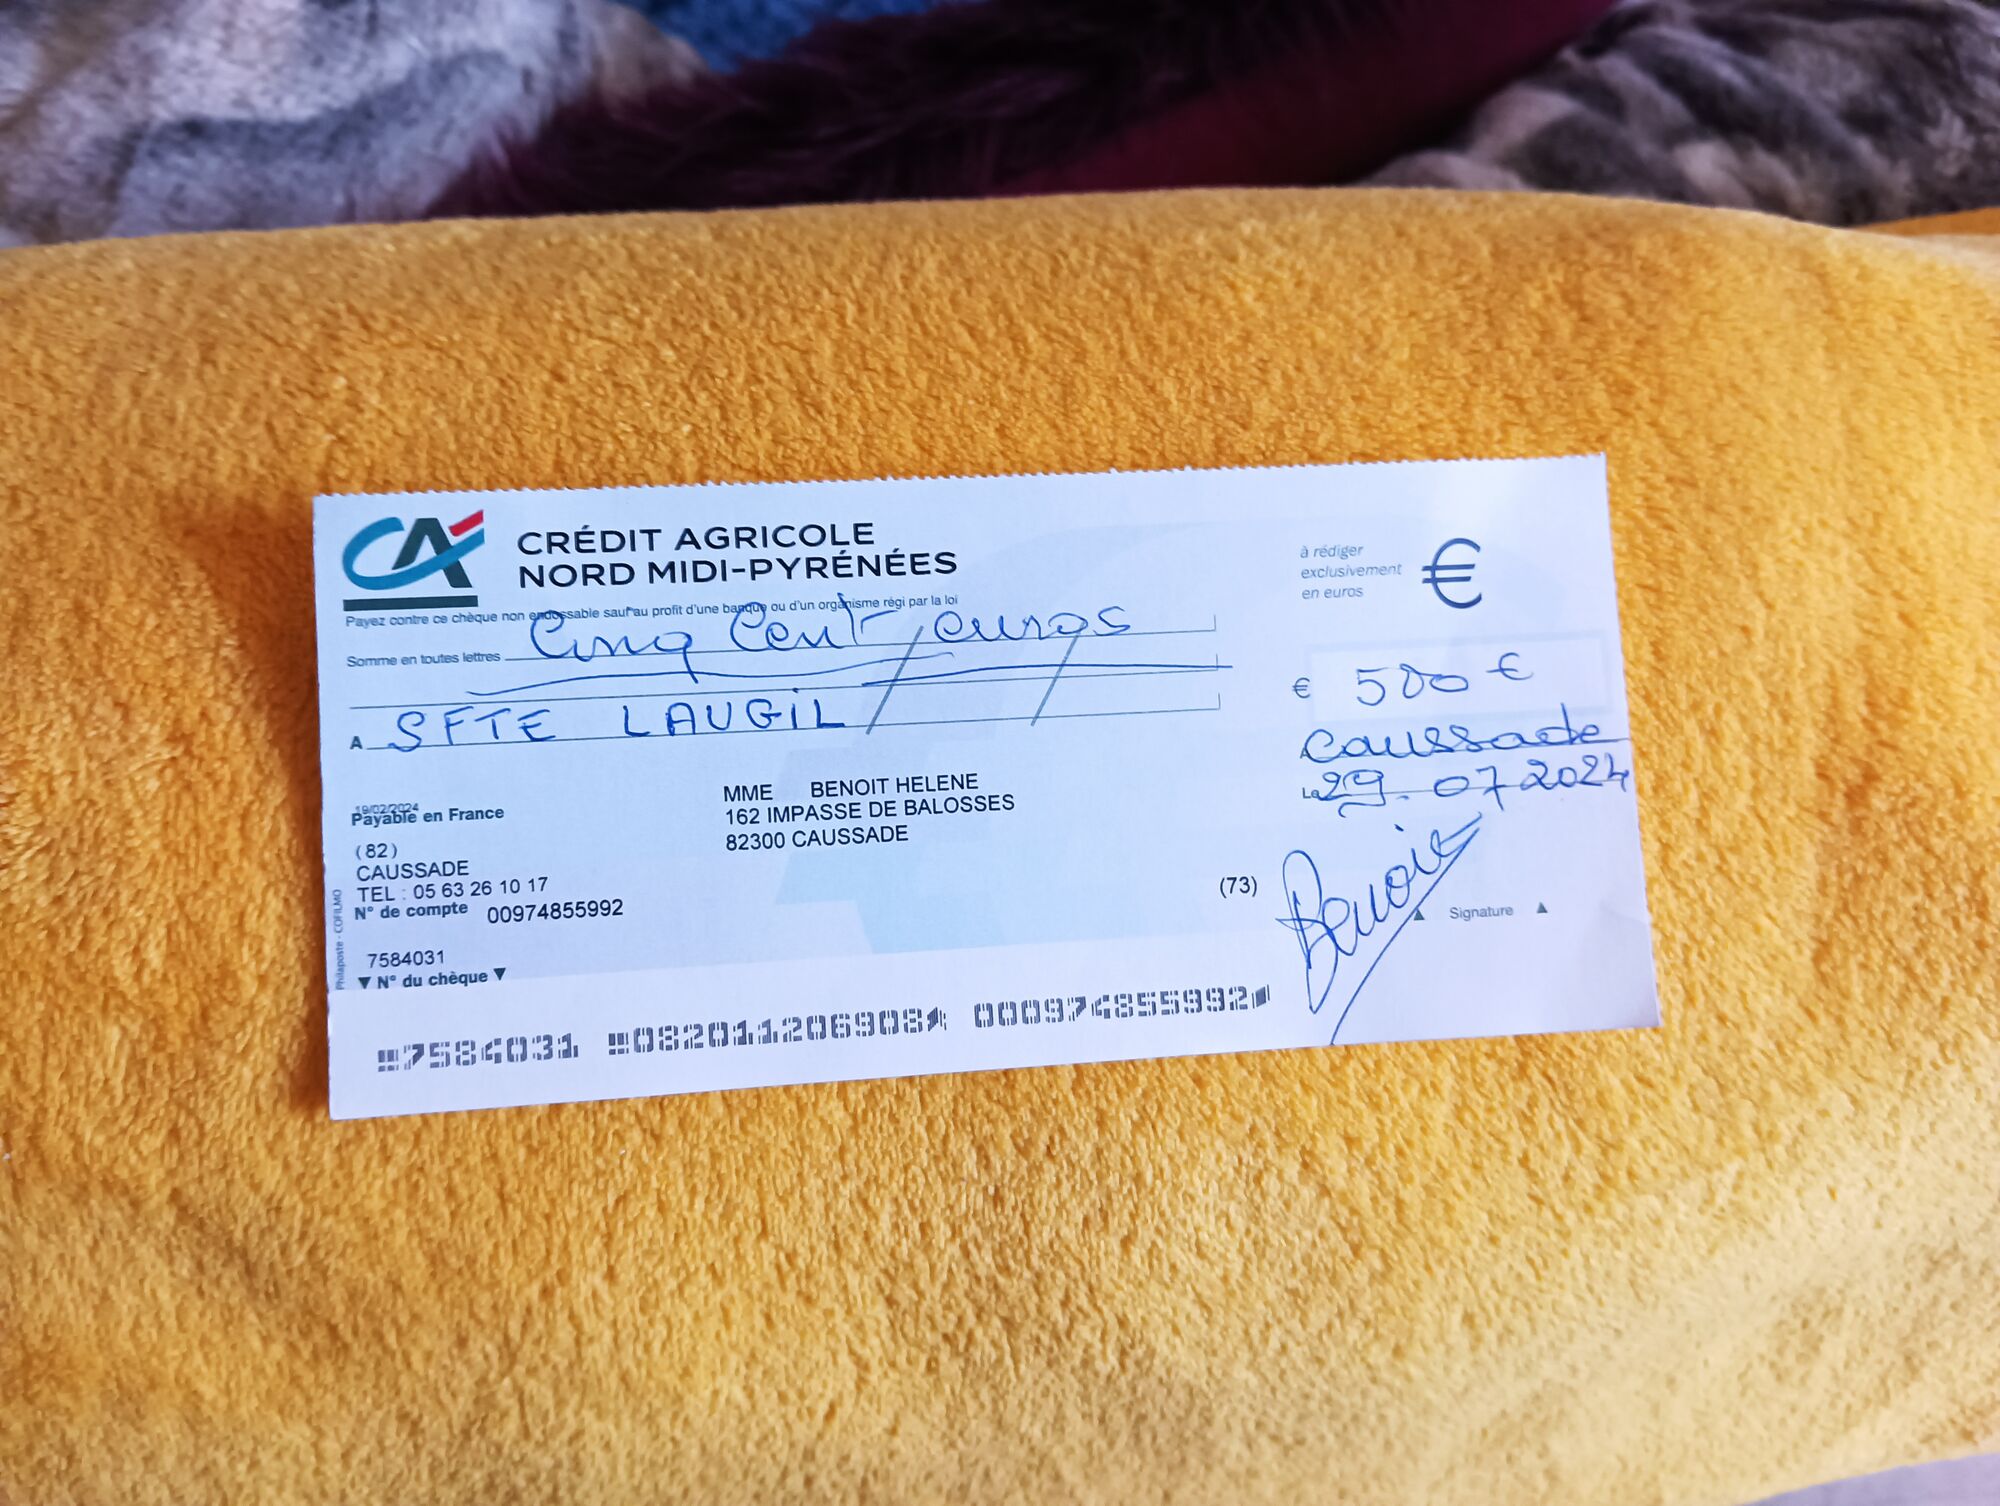 CA
CRÉDIT AGRICOLE
NORD MIDI-PYRÉNÉES
Payez contre ce chèque non endossable sauf au profit d'une banque ou d'un organisme régi par la loi
à rédiger
exclusivement
en euros
€
Somme en toutes lettres Cinq Cent euros
€ 500 €
A SFTE LAUGIL
A Caussade
Le 29.07 2024
MME BENOIT HELENE
162 IMPASSE DE BALOSSES
82300 CAUSSADE
19/02/2024
Payable en France
(82)
CAUSSADE
TEL : 05 63 26 10 17
N° de compte 00974855992
(73)
Benoit
▲ Signature ▲
7584031
▼ N° du chèque ▼
Philaposte - COFILMO
7584031 082011206908 000974855992